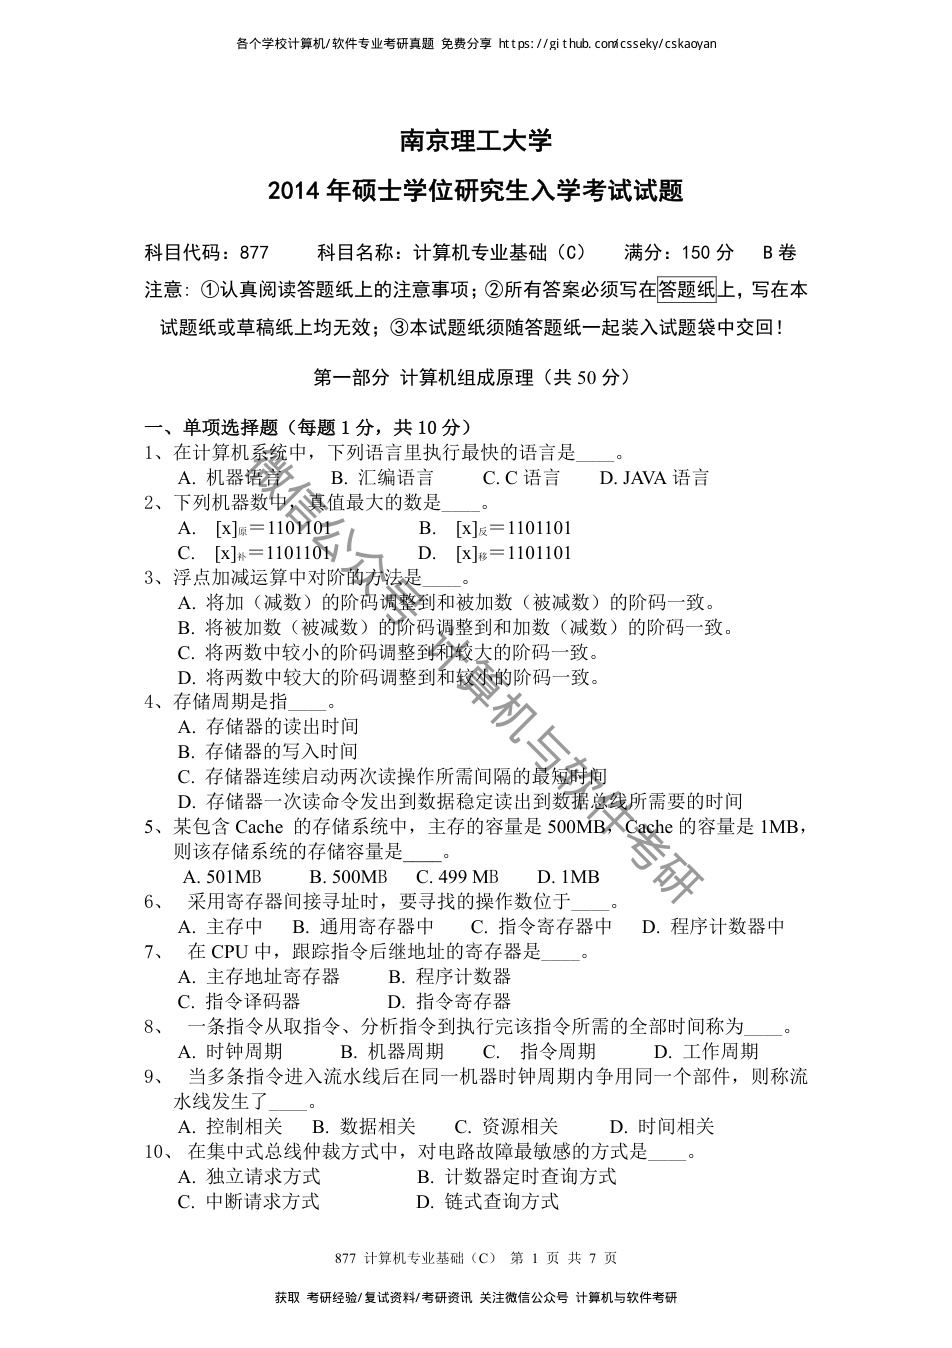 各个学校计算机/软件专业考研真题 免费分享 https://github.com/csseky/cskaoyan
南京理工大学
2014 年硕士学位研究生入学考试试题
科目代码：877 科目名称：计算机专业基础（C） 满分：150 分 B 卷
注意：①认真阅读答题纸上的注意事项；②所有答案必须写在答题纸上，写在本
试题纸或草稿纸上均无效；③本试题纸须随答题纸一起装入试题袋中交回！
第一部分 计算机组成原理（共 50 分）
一、单项选择题（每题 1 分，共 10 分）
1、在计算机系统中，下列语言里执行最快的语言是____。
A. 机器语言 B. 汇编语言 C. C 语言 D. JAVA 语言
2、下列机器数中，真值最大的数是____。
A. [x]原＝1101101 B. [x]反＝1101101
C. [x]补＝1101101 D. [x]移＝1101101
3、浮点加减运算中对阶的方法是____。
A. 将加（减数）的阶码调整到和被加数（被减数）的阶码一致。
B. 将被加数（被减数）的阶码调整到和加数（减数）的阶码一致。
C. 将两数中较小的阶码调整到和较大的阶码一致。
D. 将两数中较大的阶码调整到和较小的阶码一致。
4、存储周期是指____。
A. 存储器的读出时间
B. 存储器的写入时间
C. 存储器连续启动两次读操作所需间隔的最短时间
D. 存储器一次读命令发出到数据稳定读出到数据总线所需要的时间
5、某包含 Cache 的存储系统中，主存的容量是 500MB，Cache 的容量是 1MB，
则该存储系统的存储容量是____。
A. 501MB B. 500MB C. 499 MB D. 1MB
6、 采用寄存器间接寻址时，要寻找的操作数位于____。
A. 主存中 B. 通用寄存器中 C. 指令寄存器中 D. 程序计数器中
7、 在 CPU 中，跟踪指令后继地址的寄存器是____。
A. 主存地址寄存器 B. 程序计数器
C. 指令译码器 D. 指令寄存器
8、 一条指令从取指令、分析指令到执行完该指令所需的全部时间称为____。
A. 时钟周期 B. 机器周期 C. 指令周期 D. 工作周期
9、 当多条指令进入流水线后在同一机器时钟周期内争用同一个部件，则称流
水线发生了____。
A. 控制相关 B. 数据相关 C. 资源相关 D. 时间相关
10、 在集中式总线仲裁方式中，对电路故障最敏感的方式是____。
A. 独立请求方式 B. 计数器定时查询方式
C. 中断请求方式 D. 链式查询方式
微信公众号 计算机与软件考研
877 计算机专业基础（C） 第 1 页 共 7 页
获取 考研经验/复试资料/考研资讯 关注微信公众号 计算机与软件考研